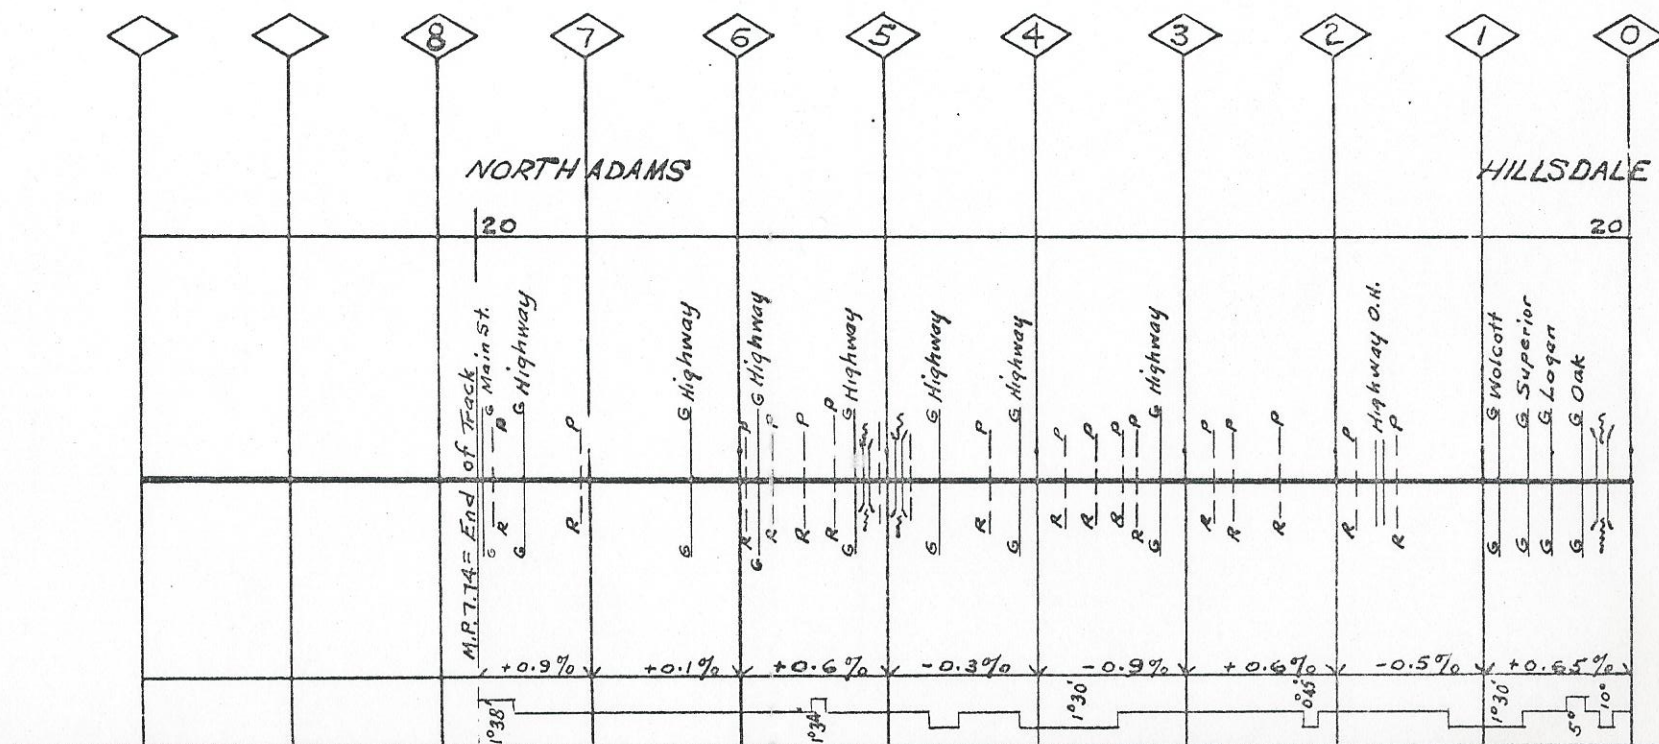 8 7 6 5 4 3 2 1 0
NORTH ADAMS
HILLSDALE
20
20
M.P. 7.74 = End of Track
G Main St.
G Highway
G Highway
G Highway
G Highway
G Highway
G Highway
G Highway
Highway O.H.
G Wolcott
G Superior
G Logan
G Oak
P P P P P P P P P P P P P P P P
G R G R G R G R R R G R G R R R R G R R R R R G G G G
+0.9% +0.1% +0.6% -0.3% -0.9% +0.6% -0.5% +0.65%
1°38' 1°34' 1°30' 0°45' 1°30' 5° 10°